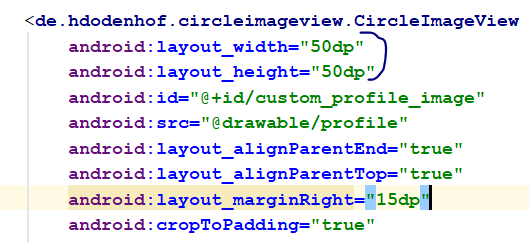 <de.hdodenhof.circleimageview.CircleImageView
android:layout_width="50dp"
android:layout_height="50dp"
android:id="@+id/custom_profile_image"
android:src="@drawable/profile"
android:layout_alignParentEnd="true"
android:layout_alignParentTop="true"
android:layout_marginRight="15dp"
android:cropToPadding="true"